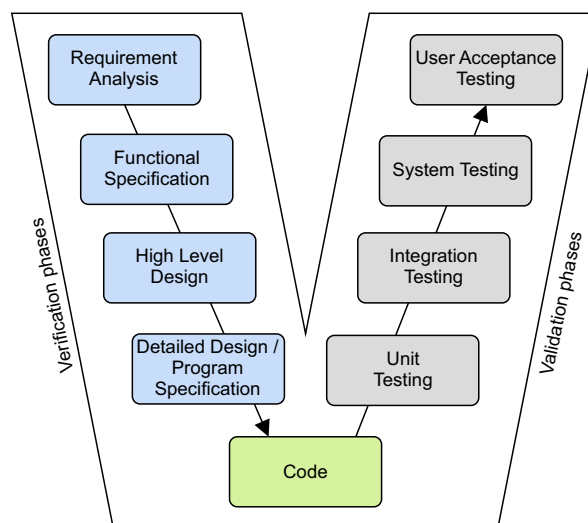 Requirement
Analysis
Functional
Specification
High Level
Design
Detailed Design /
Program
Specification
Code
Unit
Testing
Integration
Testing
System Testing
User Acceptance
Testing
Verification phases
Validation phases